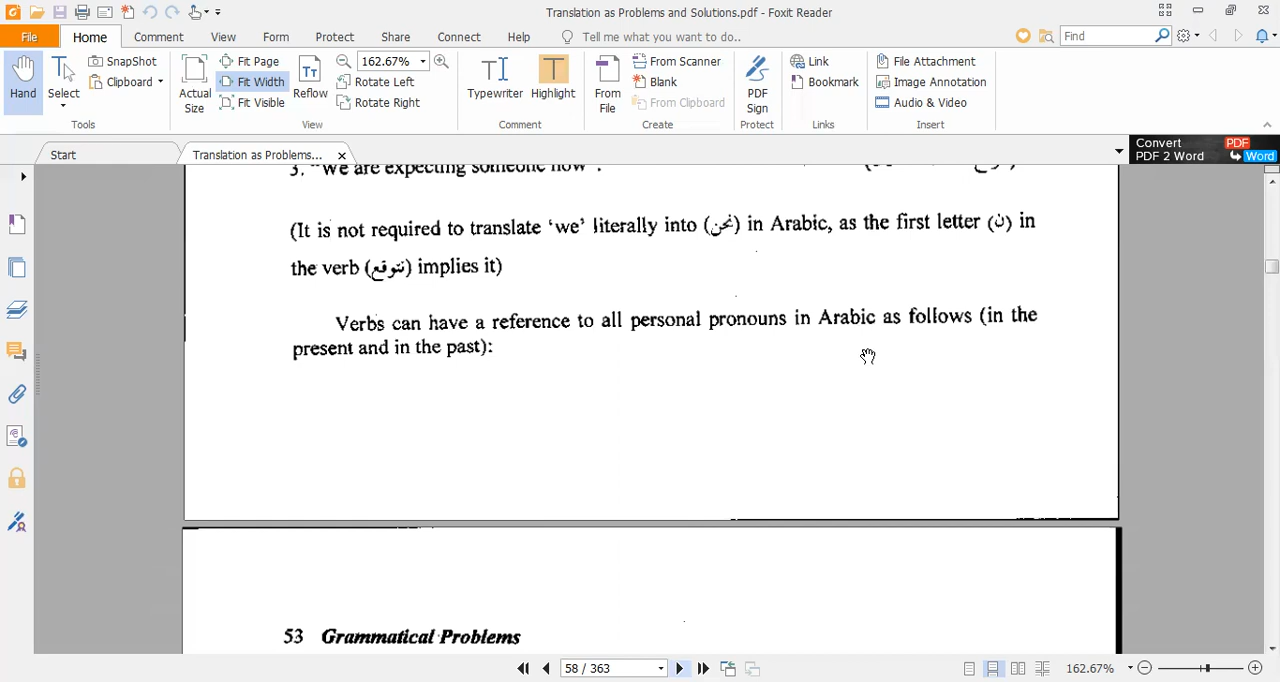 Translation as Problems and Solutions.pdf - Foxit Reader
File Home Comment View Form Protect Share Connect Help Tell me what you want to do.. Find
Hand
Select
SnapShot
Clipboard
Tools
Actual Size
Fit Page
Fit Width
Fit Visible
Reflow
162.67%
Rotate Left
Rotate Right
View
Typewriter
Highlight
Comment
From File
From Scanner
Blank
From Clipboard
Create
PDF Sign
Protect
Link
Bookmark
Links
File Attachment
Image Annotation
Audio & Video
Insert
Start
Translation as Problems...
Convert PDF
PDF 2 Word Word
3. "We are expecting someone now".
(It is not required to translate ‘we’ literally into (نحن) in Arabic, as the first letter (ن) in
the verb (نتوقع) implies it)
Verbs can have a reference to all personal pronouns in Arabic as follows (in the
present and in the past):
53 Grammatical Problems
58 / 363
162.67%